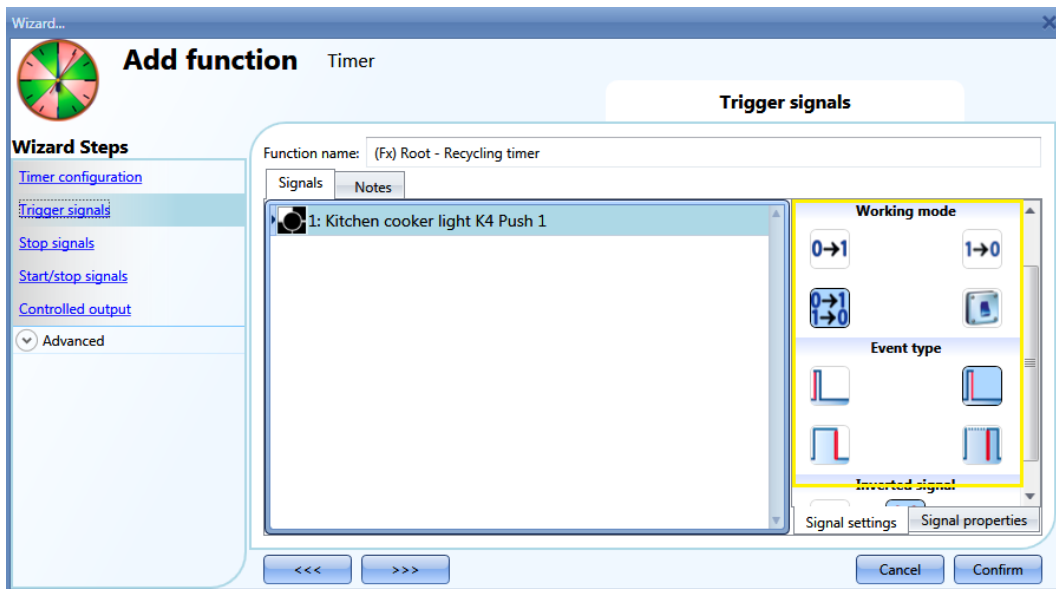 Wizard...
Add function Timer
Trigger signals
Wizard Steps
Timer configuration
Trigger signals
Stop signals
Start/stop signals
Controlled output
Advanced
Function name: (Fx) Root - Recycling timer
Signals Notes
1: Kitchen cooker light K4 Push 1
Working mode
0→1 1→0
0→1
1→0
Event type
Inverted signal
Signal settings Signal properties
<<< >>> Cancel Confirm